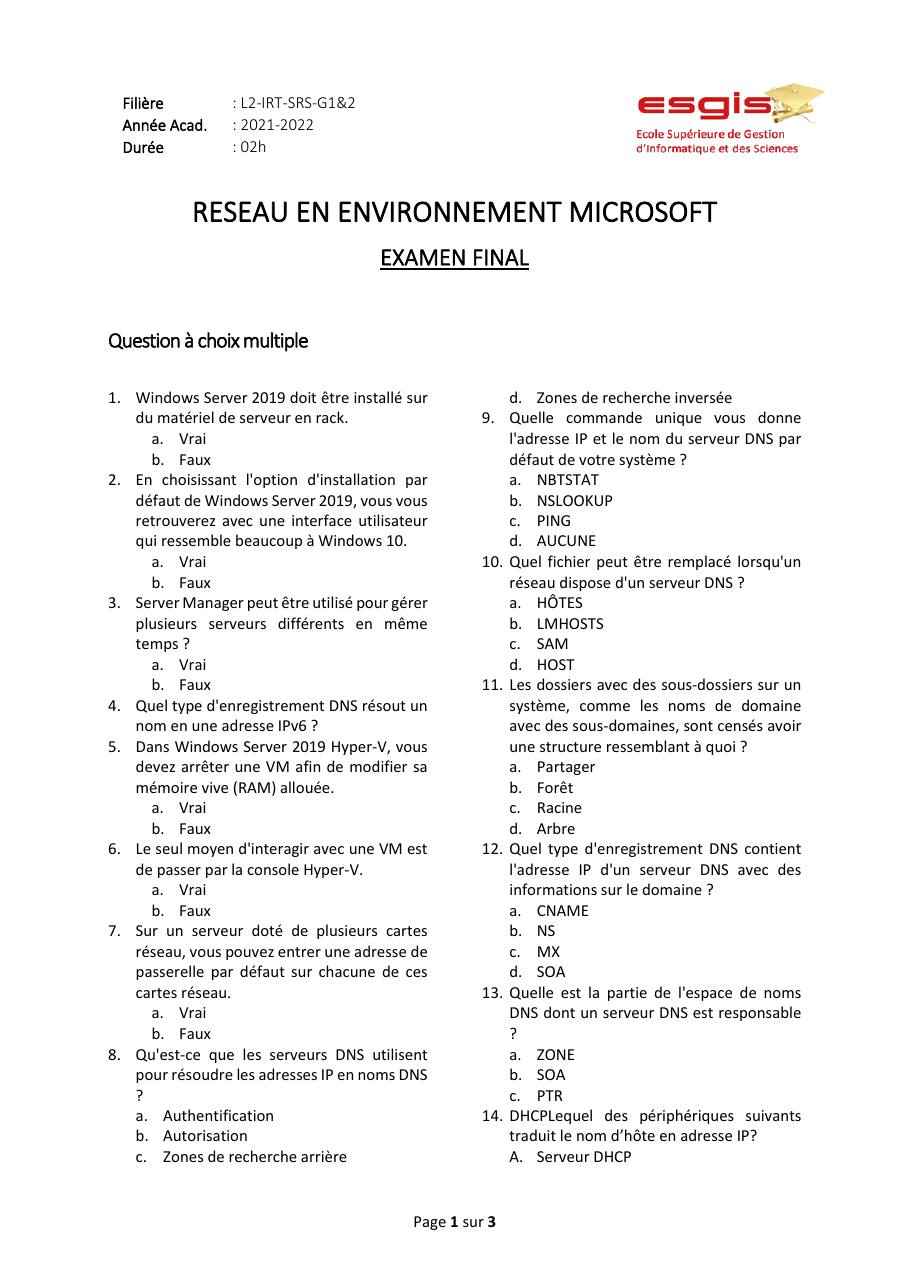 Filière : L2-IRT-SRS-G1&2
Année Acad. : 2021-2022
Durée : 02h
esgis
Ecole Supérieure de Gestion
d'Informatique et des Sciences
RESEAU EN ENVIRONNEMENT MICROSOFT
EXAMEN FINAL
Question à choix multiple
1. Windows Server 2019 doit être installé sur
du matériel de serveur en rack.
a. Vrai
b. Faux
2. En choisissant l'option d'installation par
défaut de Windows Server 2019, vous vous
retrouverez avec une interface utilisateur
qui ressemble beaucoup à Windows 10.
a. Vrai
b. Faux
3. Server Manager peut être utilisé pour gérer
plusieurs serveurs différents en même
temps ?
a. Vrai
b. Faux
4. Quel type d'enregistrement DNS résout un
nom en une adresse IPv6 ?
5. Dans Windows Server 2019 Hyper-V, vous
devez arrêter une VM afin de modifier sa
mémoire vive (RAM) allouée.
a. Vrai
b. Faux
6. Le seul moyen d'interagir avec une VM est
de passer par la console Hyper-V.
a. Vrai
b. Faux
7. Sur un serveur doté de plusieurs cartes
réseau, vous pouvez entrer une adresse de
passerelle par défaut sur chacune de ces
cartes réseau.
a. Vrai
b. Faux
8. Qu'est-ce que les serveurs DNS utilisent
pour résoudre les adresses IP en noms DNS
?
a. Authentification
b. Autorisation
c. Zones de recherche arrière
d. Zones de recherche inversée
9. Quelle commande unique vous donne
l'adresse IP et le nom du serveur DNS par
défaut de votre système ?
a. NBTSTAT
b. NSLOOKUP
c. PING
d. AUCUNE
10. Quel fichier peut être remplacé lorsqu'un
réseau dispose d'un serveur DNS ?
a. HÔTES
b. LMHOSTS
c. SAM
d. HOST
11. Les dossiers avec des sous-dossiers sur un
système, comme les noms de domaine
avec des sous-domaines, sont censés avoir
une structure ressemblant à quoi ?
a. Partager
b. Forêt
c. Racine
d. Arbre
12. Quel type d'enregistrement DNS contient
l'adresse IP d'un serveur DNS avec des
informations sur le domaine ?
a. CNAME
b. NS
c. MX
d. SOA
13. Quelle est la partie de l'espace de noms
DNS dont un serveur DNS est responsable
?
a. ZONE
b. SOA
c. PTR
14. DHCPLequel des périphériques suivants
traduit le nom d’hôte en adresse IP?
A. Serveur DHCP
Page 1 sur 3